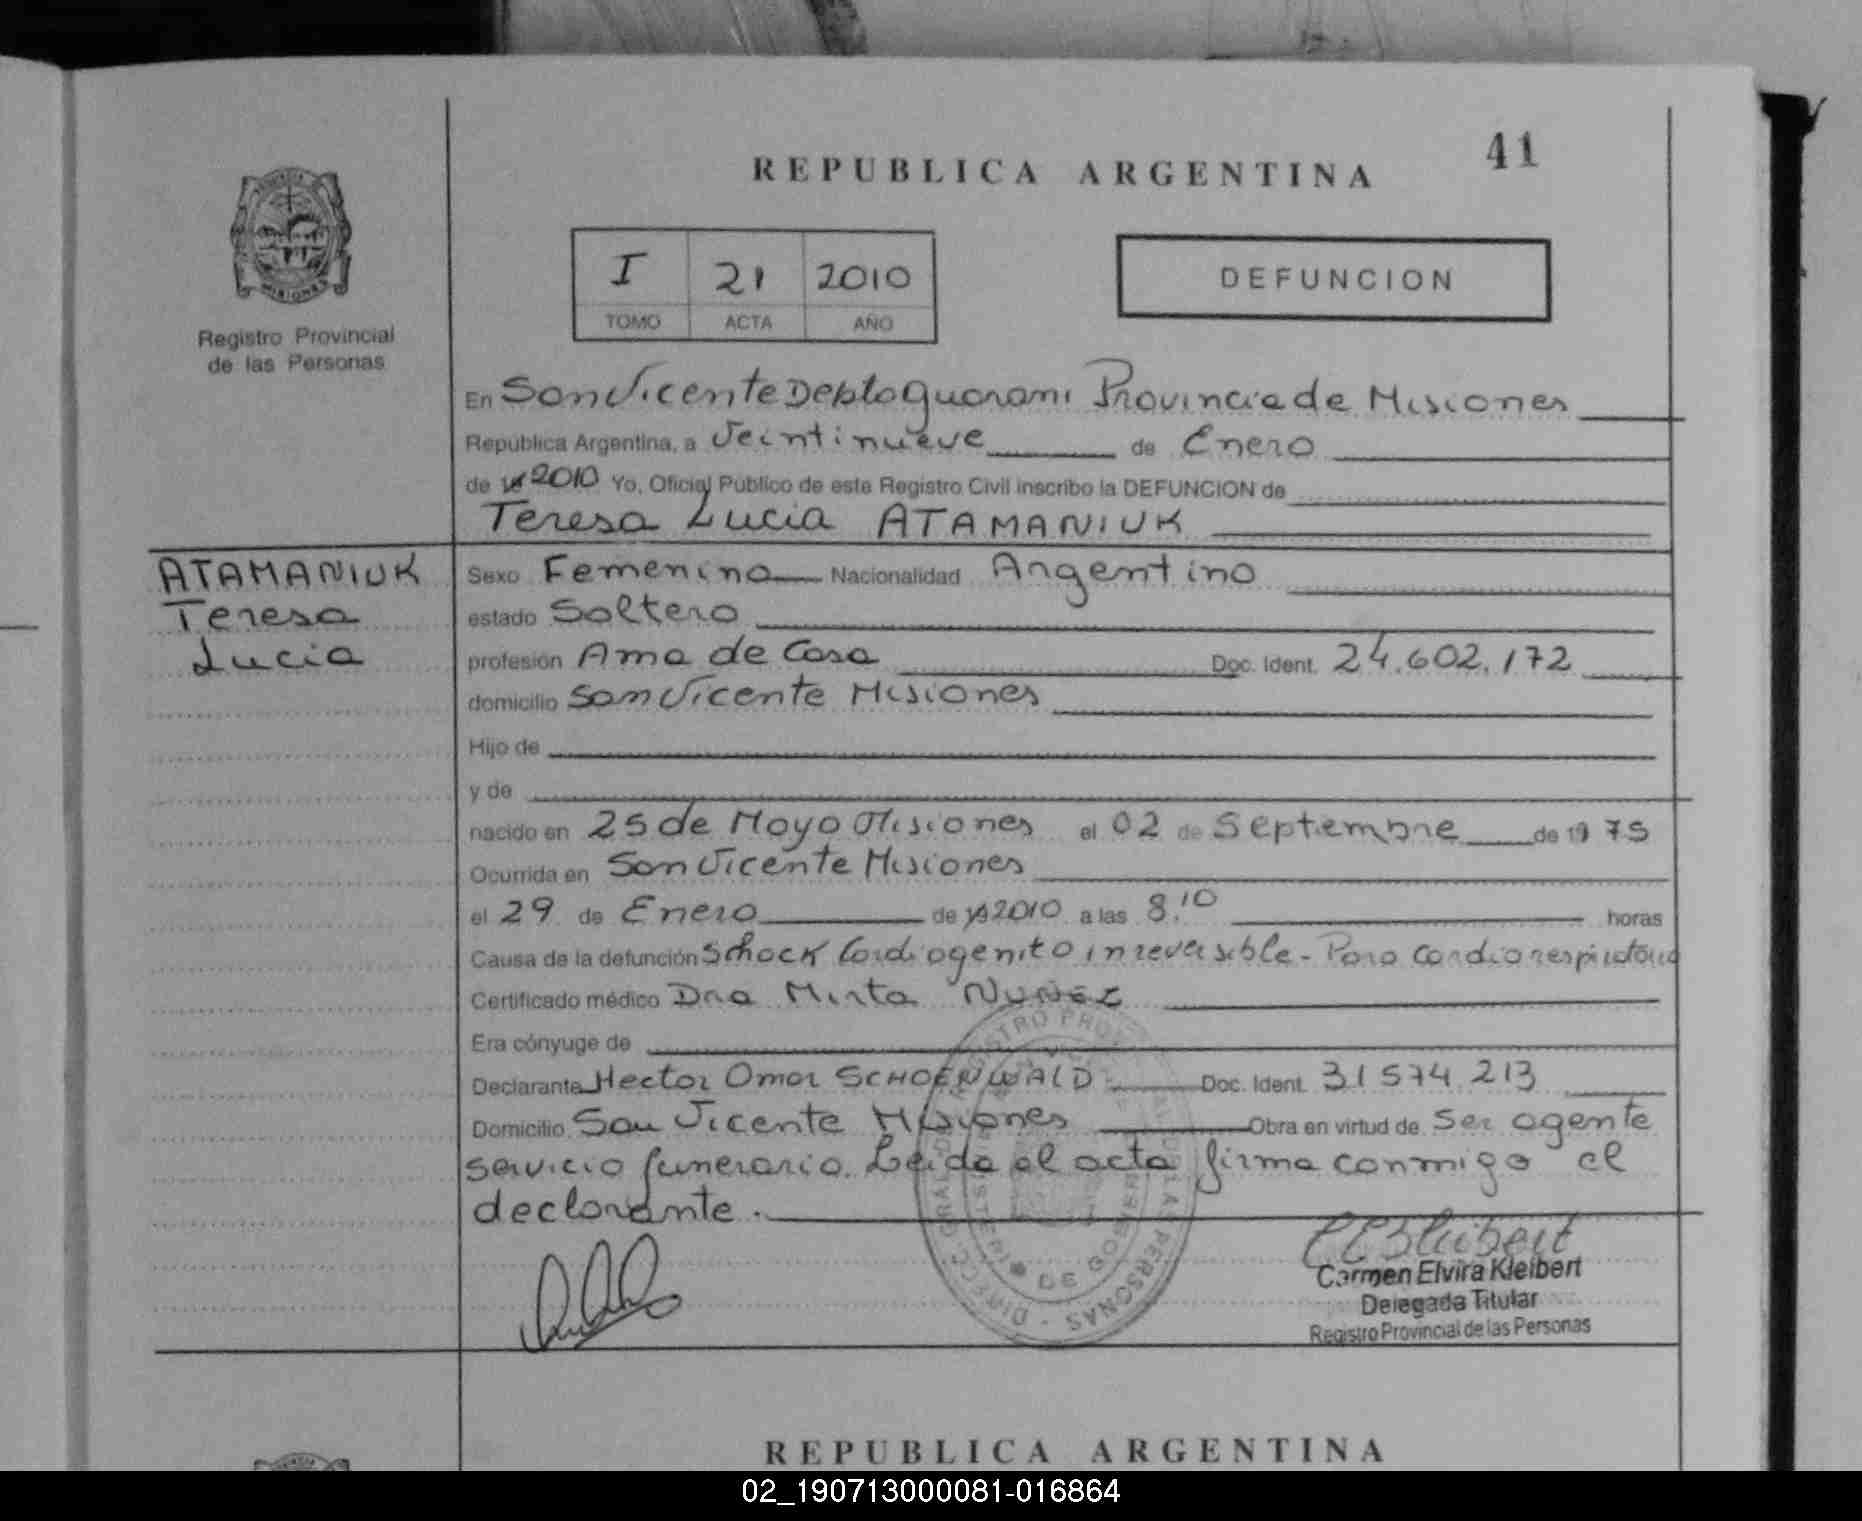 REPUBLICA ARGENTINA
41
I 21 2010
TOMO ACTA AÑO
DEFUNCION
MISIONES
Registro Provincial
de las Personas
En San Vicente Depto Guarani Provincia de Misiones
Republica Argentina, a Veintinueve de Enero
de 19 2010 Yo, Oficial Público de este Registro Civil inscribo la DEFUNCION de
Teresa Lucia ATAMANIUK
ATAMANIUK
Teresa
Lucia
Sexo Femenino Nacionalidad Argentino
estado Soltero
profesión Ama de Casa Doc. Ident. 24.602.172
domicilio San Vicente Misiones
Hijo de
y de
nacido en 25 de Mayo Misiones el 02 de Septiembre de 19 75
Ocurrida en San Vicente Misiones
el 29 de Enero de 19 2010 a las 8:10 horas
Causa de la defunción Schock Cardiogenito inreversible - Paro Cardiorespiratorio
Certificado médico Dra Mirta NUÑEZ
Era cónyuge de
Declarante Hector Omar SCHOENWALD Doc. Ident. 31574.213
Domicilio San Vicente Misiones Obra en virtud de Ser agente
servicio funerario. Leida el acta firma conmigo el
declarante.
Carmen Elvira Kleibert
Delegada Titular
Registro Provincial de las Personas
REPUBLICA ARGENTINA
02_190713000081-016864